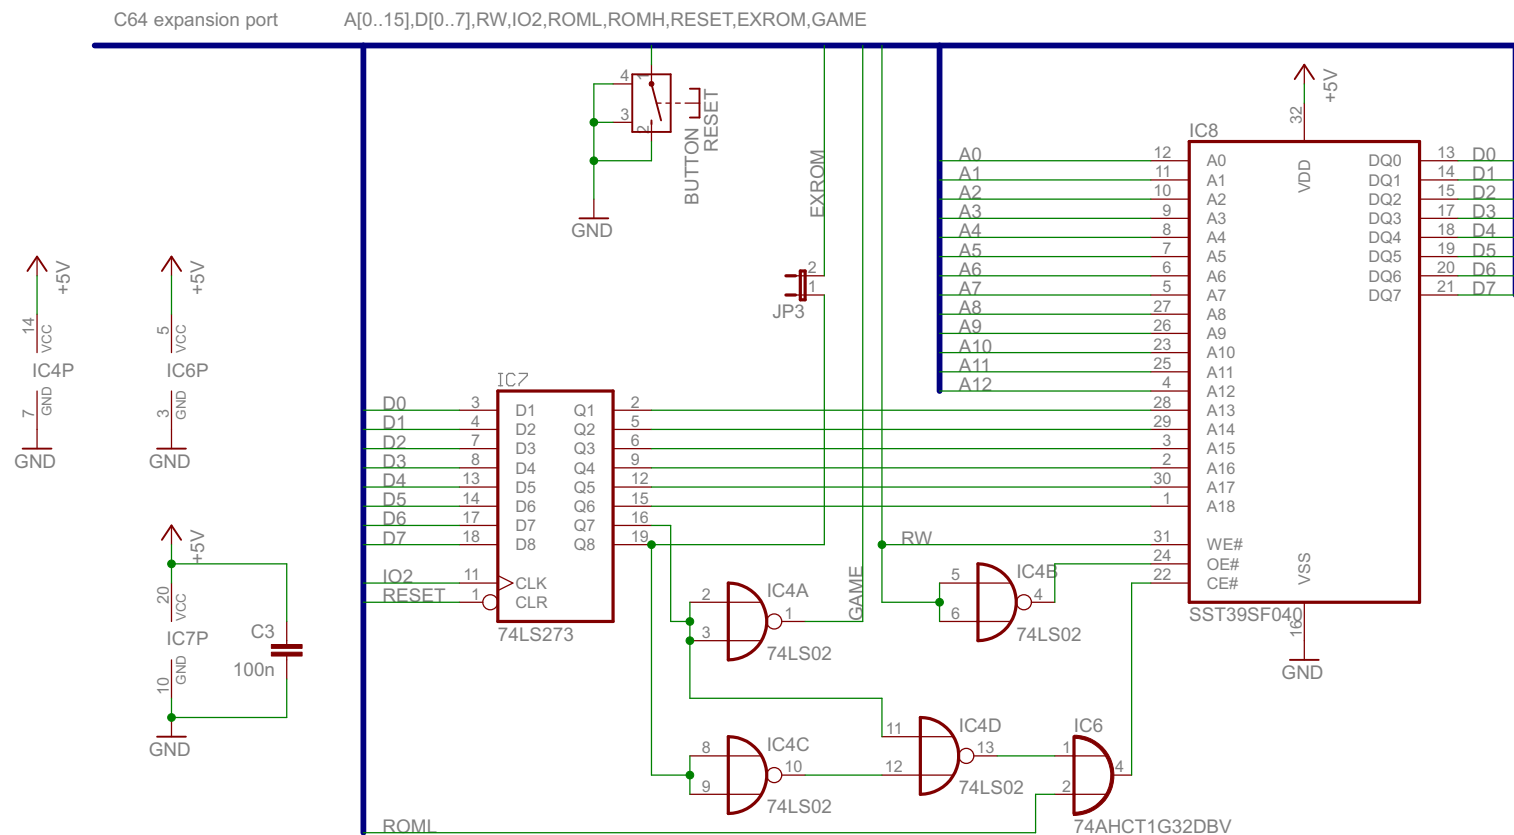 C64 expansion port A[0..15],D[0..7],RW,IO2,ROML,ROMH,RESET,EXROM,GAME
4 1
3 2
BUTTON
RESET
GND
EXROM
2
1
JP3
+5V
14
VCC
IC4P
7
GND
GND
+5V
5
VCC
IC6P
3
GND
GND
+5V
20
VCC
IC7P
10
GND
GND
C3
100n
IC7
D0 3 D1 Q1 2
D1 4 D2 Q2 5
D2 7 D3 Q3 6
D3 8 D4 Q4 9
D4 13 D5 Q5 12
D5 14 D6 Q6 15
D6 17 D7 Q7 16
D7 18 D8 Q8 19
IO2 11 CLK
RESET 1 CLR
74LS273
+5V
32
IC8
VDD
A0 12 A0 DQ0 13 D0
A1 11 A1 DQ1 14 D1
A2 10 A2 DQ2 15 D2
A3 9 A3 DQ3 17 D3
A4 8 A4 DQ4 18 D4
A5 7 A5 DQ5 19 D5
A6 6 A6 DQ6 20 D6
A7 5 A7 DQ7 21 D7
A8 27 A8
A9 26 A9
A10 23 A10
A11 25 A11
A12 4 A12
28 A13
29 A14
3 A15
2 A16
30 A17
1 A18
RW 31 WE#
24 OE#
22 CE#
VSS
SST39SF040
16
GND
IC4A
2
3
1
74LS02
GAME
IC4B
5
6
4
74LS02
IC4C
8
9
10
74LS02
IC4D
11
12
13
74LS02
IC6
1
2
4
74AHCT1G32DBV
ROML